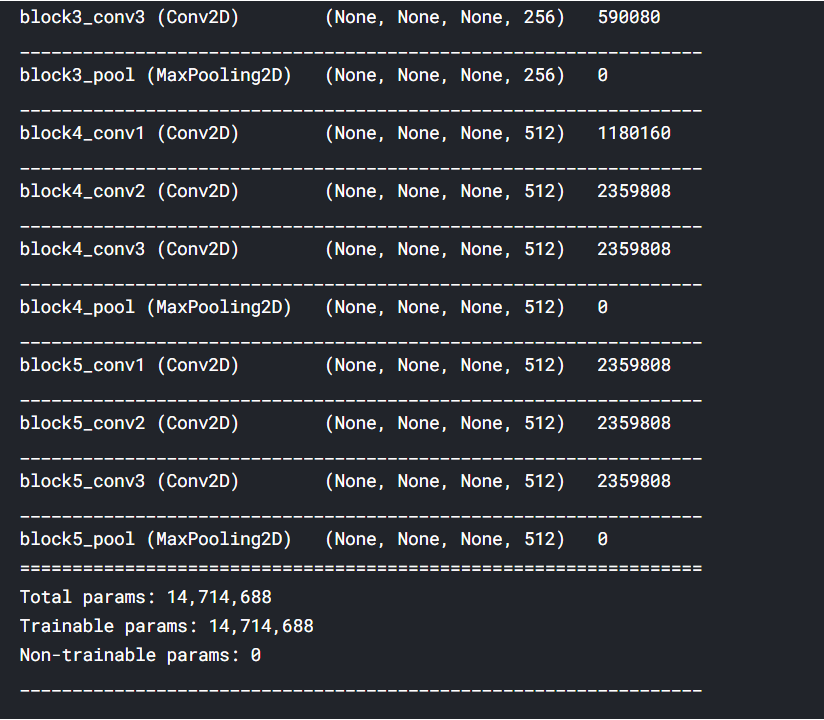 block3_conv3 (Conv2D)        (None, None, None, 256)   590080
_________________________________________________________________
block3_pool (MaxPooling2D)   (None, None, None, 256)   0
_________________________________________________________________
block4_conv1 (Conv2D)        (None, None, None, 512)   1180160
_________________________________________________________________
block4_conv2 (Conv2D)        (None, None, None, 512)   2359808
_________________________________________________________________
block4_conv3 (Conv2D)        (None, None, None, 512)   2359808
_________________________________________________________________
block4_pool (MaxPooling2D)   (None, None, None, 512)   0
_________________________________________________________________
block5_conv1 (Conv2D)        (None, None, None, 512)   2359808
_________________________________________________________________
block5_conv2 (Conv2D)        (None, None, None, 512)   2359808
_________________________________________________________________
block5_conv3 (Conv2D)        (None, None, None, 512)   2359808
_________________________________________________________________
block5_pool (MaxPooling2D)   (None, None, None, 512)   0
=================================================================
Total params: 14,714,688
Trainable params: 14,714,688
Non-trainable params: 0
_________________________________________________________________